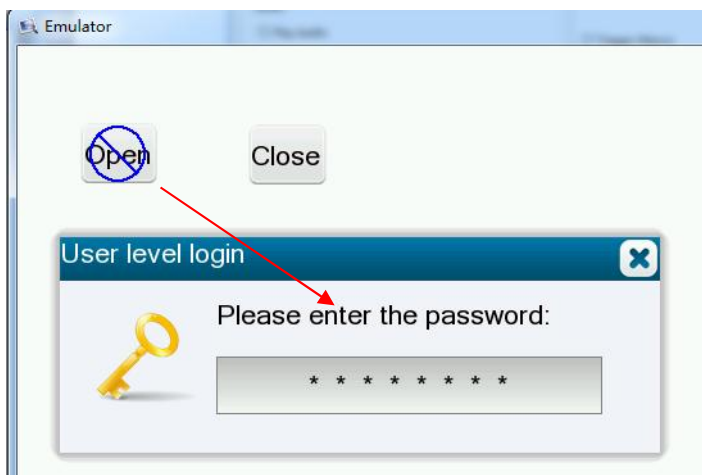 Emulator
Open
Close
User level login
Please enter the password:
* * * * * * * *